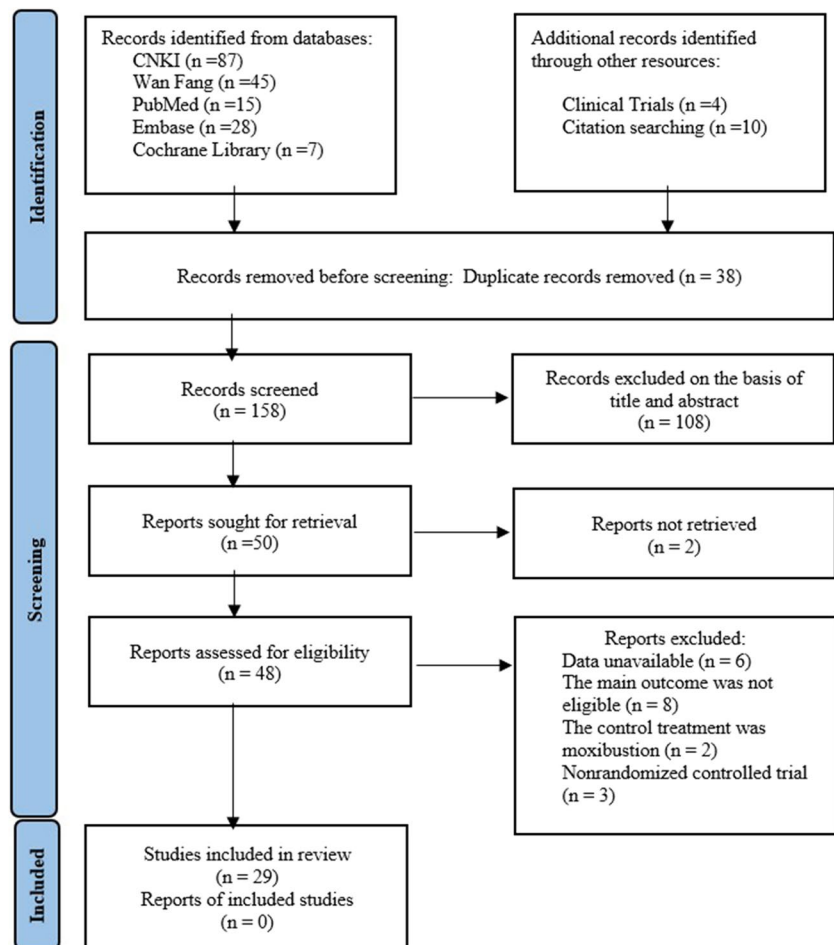 Identification
Records identified from databases:
CNKI (n =87)
Wan Fang (n =45)
PubMed (n =15)
Embase (n =28)
Cochrane Library (n =7)
Additional records identified
through other resources:
Clinical Trials (n =4)
Citation searching (n =10)
Records removed before screening: Duplicate records removed (n = 38)
Screening
Records screened
(n = 158)
Records excluded on the basis of
title and abstract
(n = 108)
Reports sought for retrieval
(n =50)
Reports not retrieved
(n = 2)
Reports assessed for eligibility
(n = 48)
Reports excluded:
Data unavailable (n = 6)
The main outcome was not
eligible (n = 8)
The control treatment was
moxibustion (n = 2)
Nonrandomized controlled trial
(n = 3)
Included
Studies included in review
(n = 29)
Reports of included studies
(n = 0)